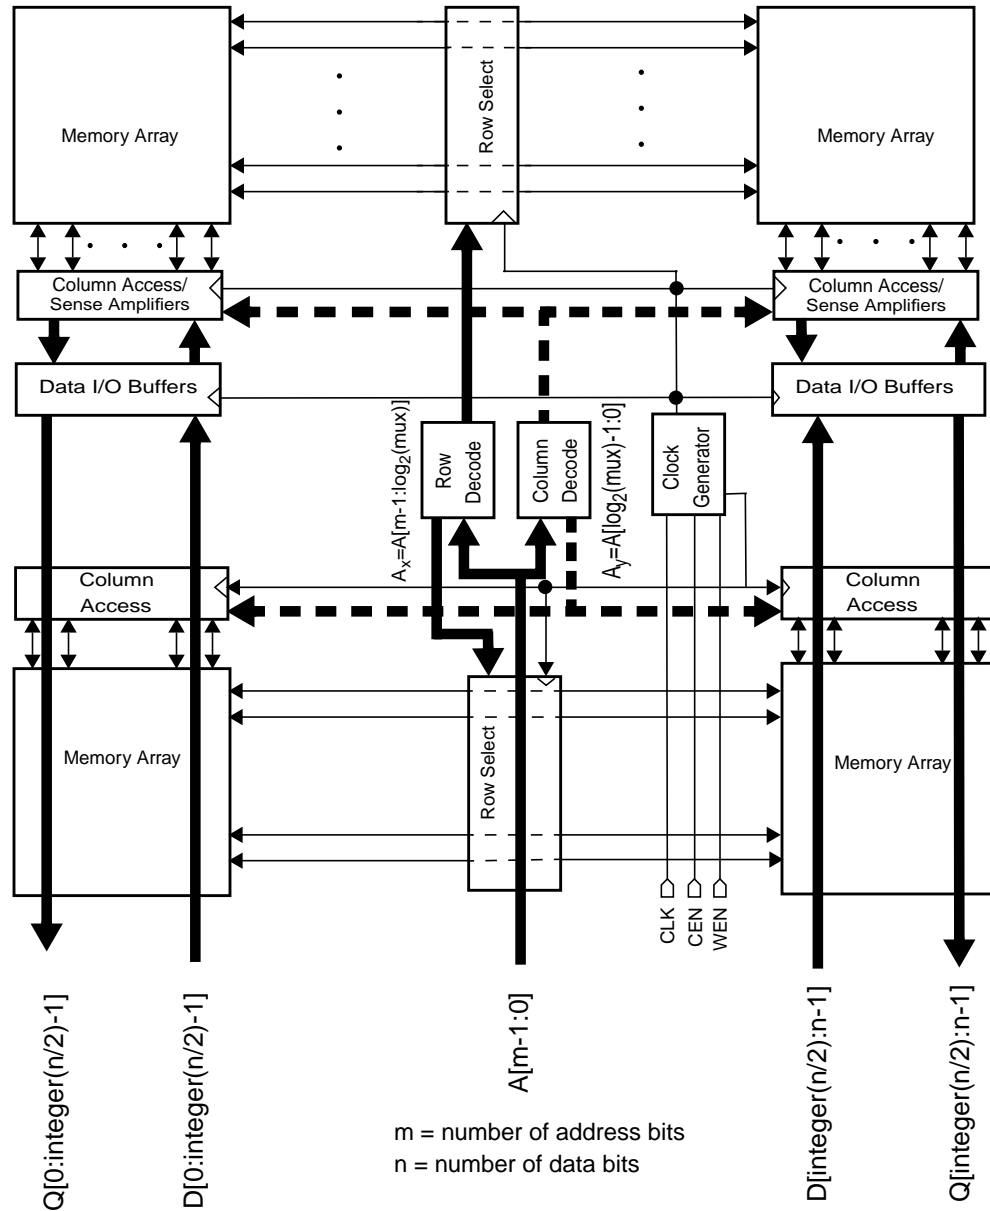 Memory Array
Row Select
Memory Array
Column Access/
Sense Amplifiers
Column Access/
Sense Amplifiers
Data I/O Buffers
Data I/O Buffers
Aₓ=A[m-1:log₂(mux)]
Row
Decode
Column
Decode
Aᵧ=A[log₂(mux)-1:0]
Clock
Generator
Column
Access
Column
Access
Memory Array
Row Select
Memory Array
CLK
CEN
WEN
Q[0:integer(n/2)-1]
D[0:integer(n/2)-1]
A[m-1:0]
D[integer(n/2):n-1]
Q[integer(n/2):n-1]
m = number of address bits
n = number of data bits